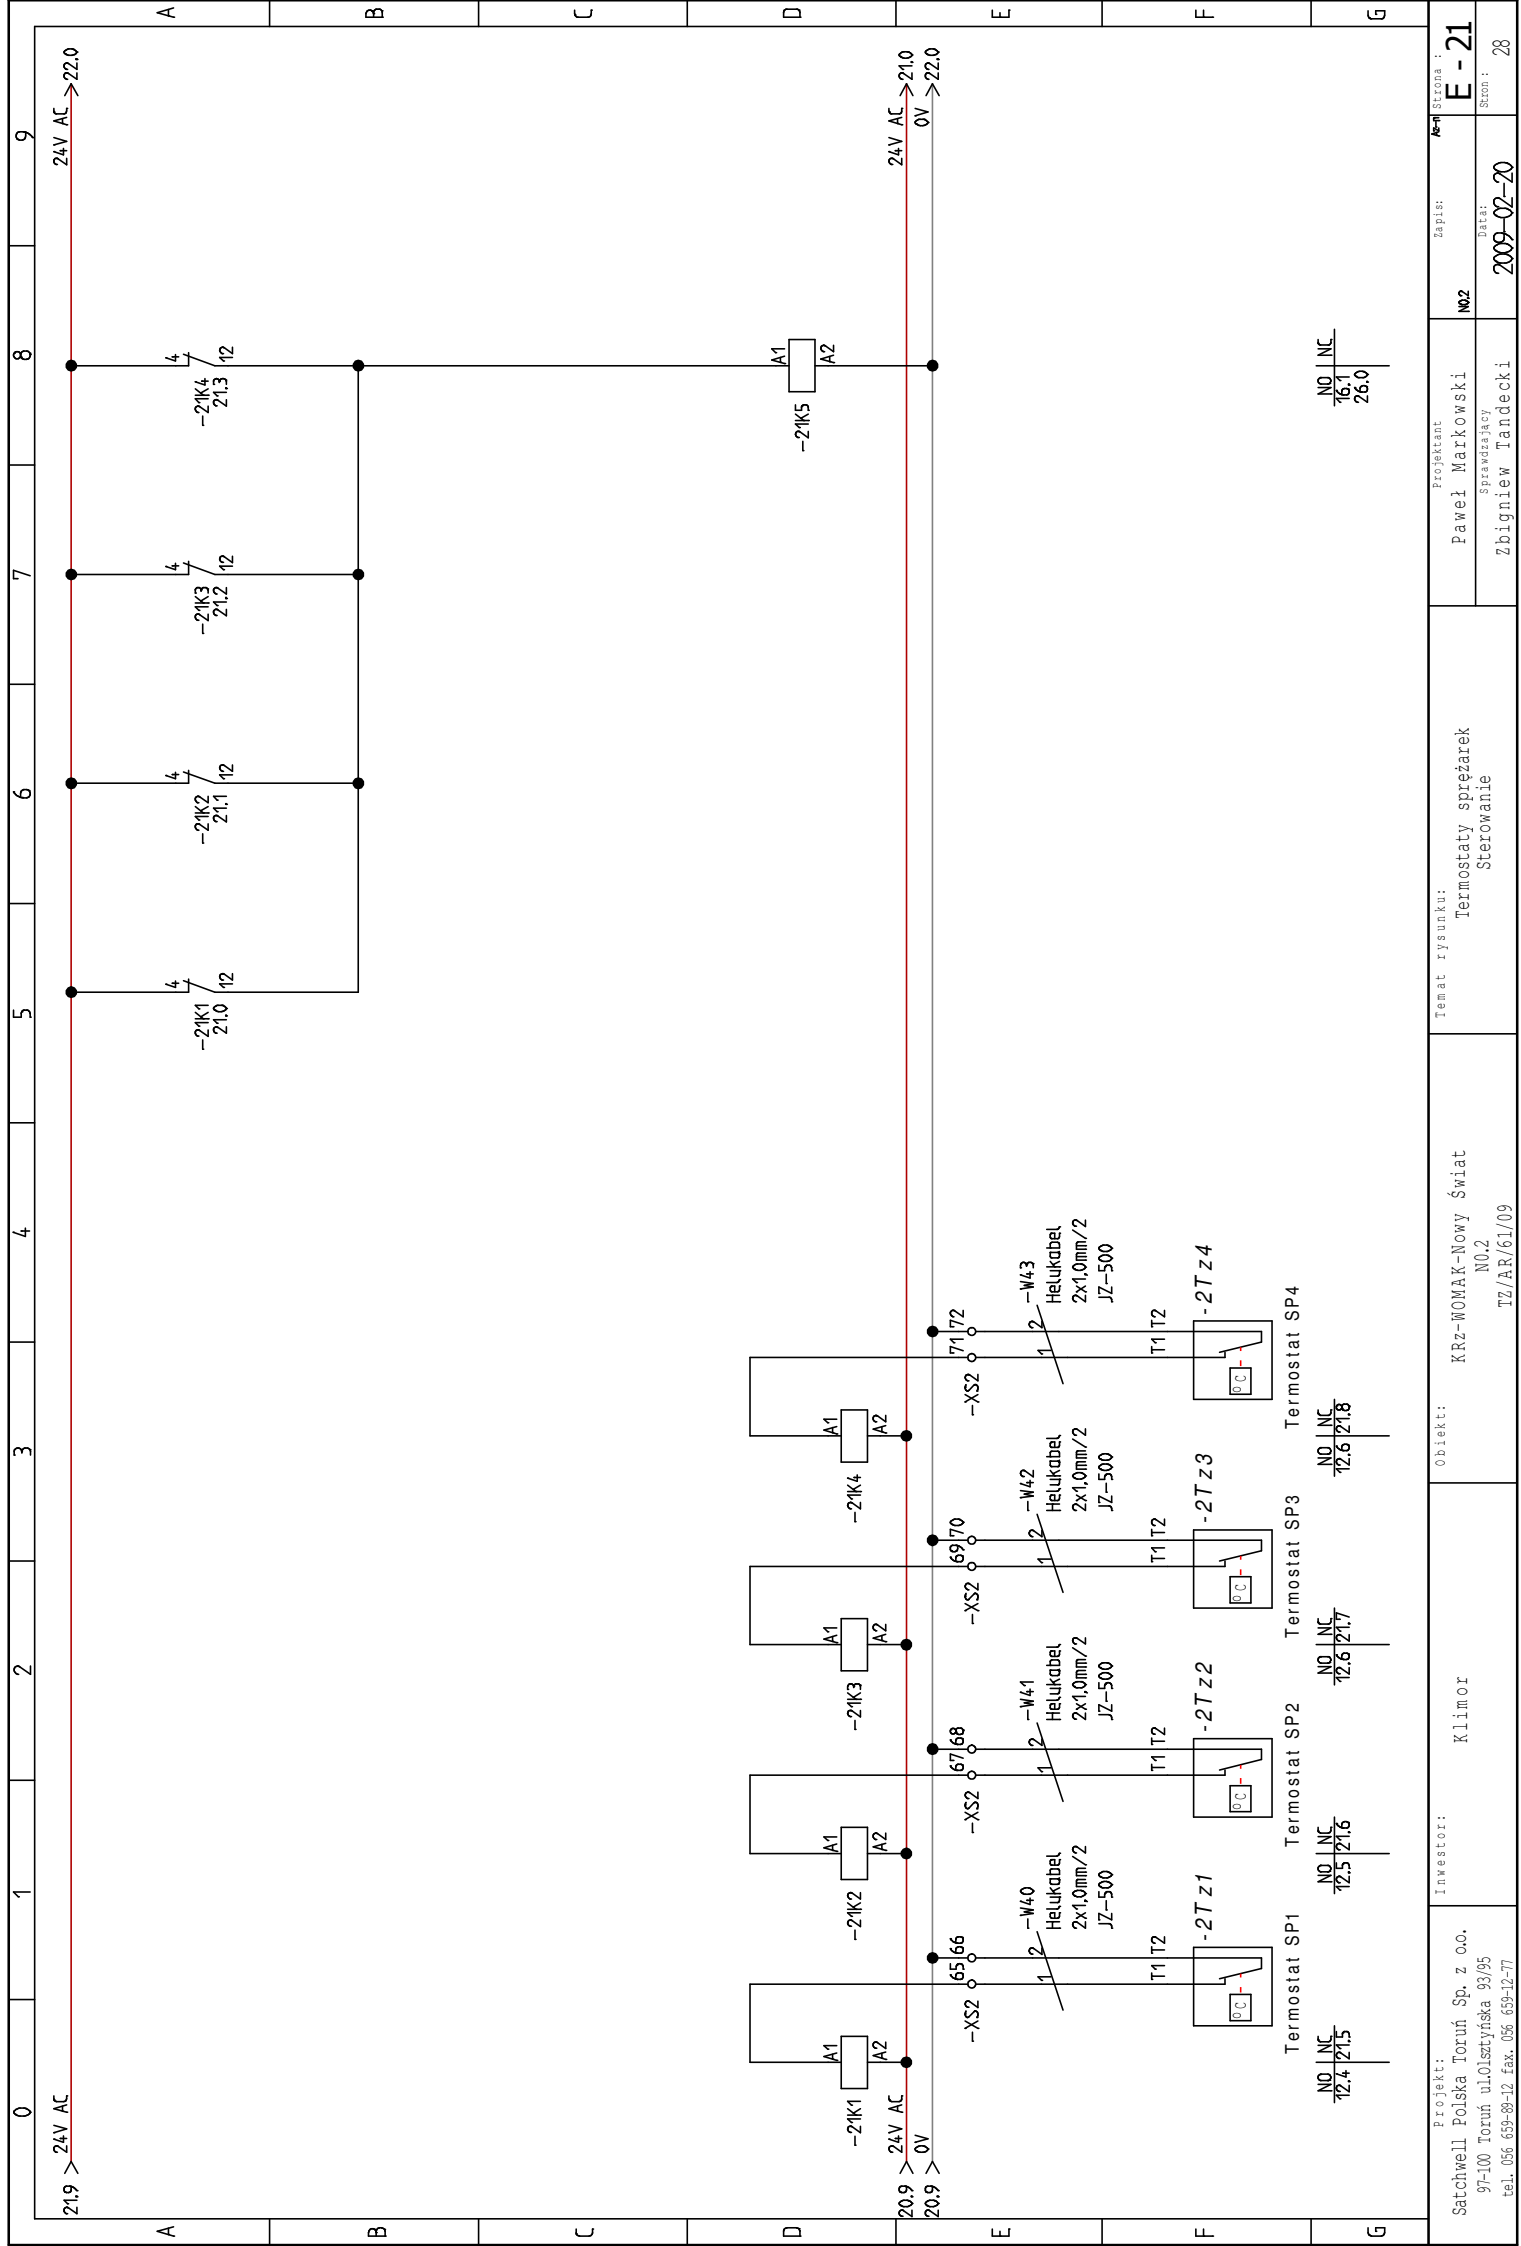 0 1 2 3 4 5 6 7 8 9
A
B
C
D
E
F
G
A
B
C
D
E
F
G
21.9
24V AC
24V AC
22.0
-21K1
21.0
4
12
-21K2
21.1
4
12
-21K3
21.2
4
12
-21K4
21.3
4
12
-21K1
A1
A2
-21K2
A1
A2
-21K3
A1
A2
-21K4
A1
A2
-21K5
A1
A2
20.9
24V AC
24V AC
21.0
20.9
0V
0V
22.0
-XS2
65 66
-XS2
67 68
-XS2
69 70
-XS2
71 72
1 2
-W40
Helukabel
2x1,0mm/2
JZ-500
1 2
-W41
Helukabel
2x1,0mm/2
JZ-500
1 2
-W42
Helukabel
2x1,0mm/2
JZ-500
1 2
-W43
Helukabel
2x1,0mm/2
JZ-500
T1 T2
T1 T2
T1 T2
T1 T2
°C
-2Tz1
°C
-2Tz2
°C
-2Tz3
°C
-2Tz4
Termostat SP1
Termostat SP2
Termostat SP3
Termostat SP4
NO NC
12.4 21.5
NO NC
12.5 21.6
NO NC
12.6 21.7
NO NC
12.6 21.8
NO NC
16.1
26.0
Projekt:
Satchwell Polska Toruń Sp. z o.o.
97-100 Toruń ul.Olsztyńska 93/95
tel. 056 659-89-12 fax. 056 659-12-77
Inwestor:
Klimor
Obiekt:
KRz-WOMAK-Nowy Świat
NO.2
TZ/AR/61/09
Temat rysunku:
Termostaty sprężarek
Sterowanie
Projektant
Paweł Markowski
Sprawdzający
Zbigniew Tandecki
Zapis:
NO.2
Data:
2009-02-20
Strona :
E - 21
Stron :
28